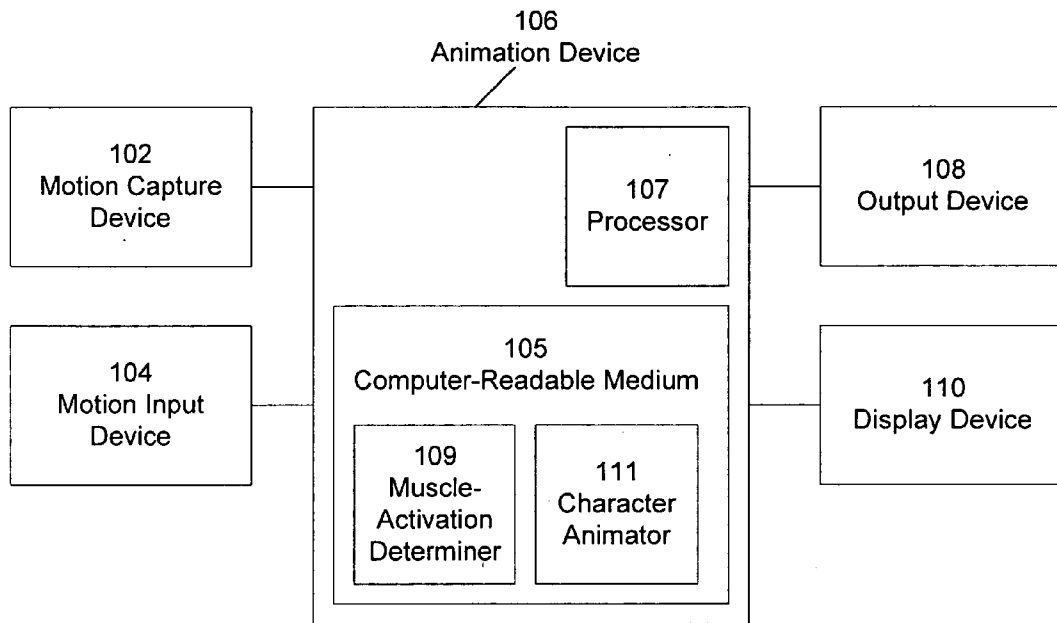 106
Animation Device
102
Motion Capture
Device
107
Processor
108
Output Device
104
Motion Input
Device
105
Computer-Readable Medium
109
Muscle-
Activation
Determiner
111
Character
Animator
110
Display Device